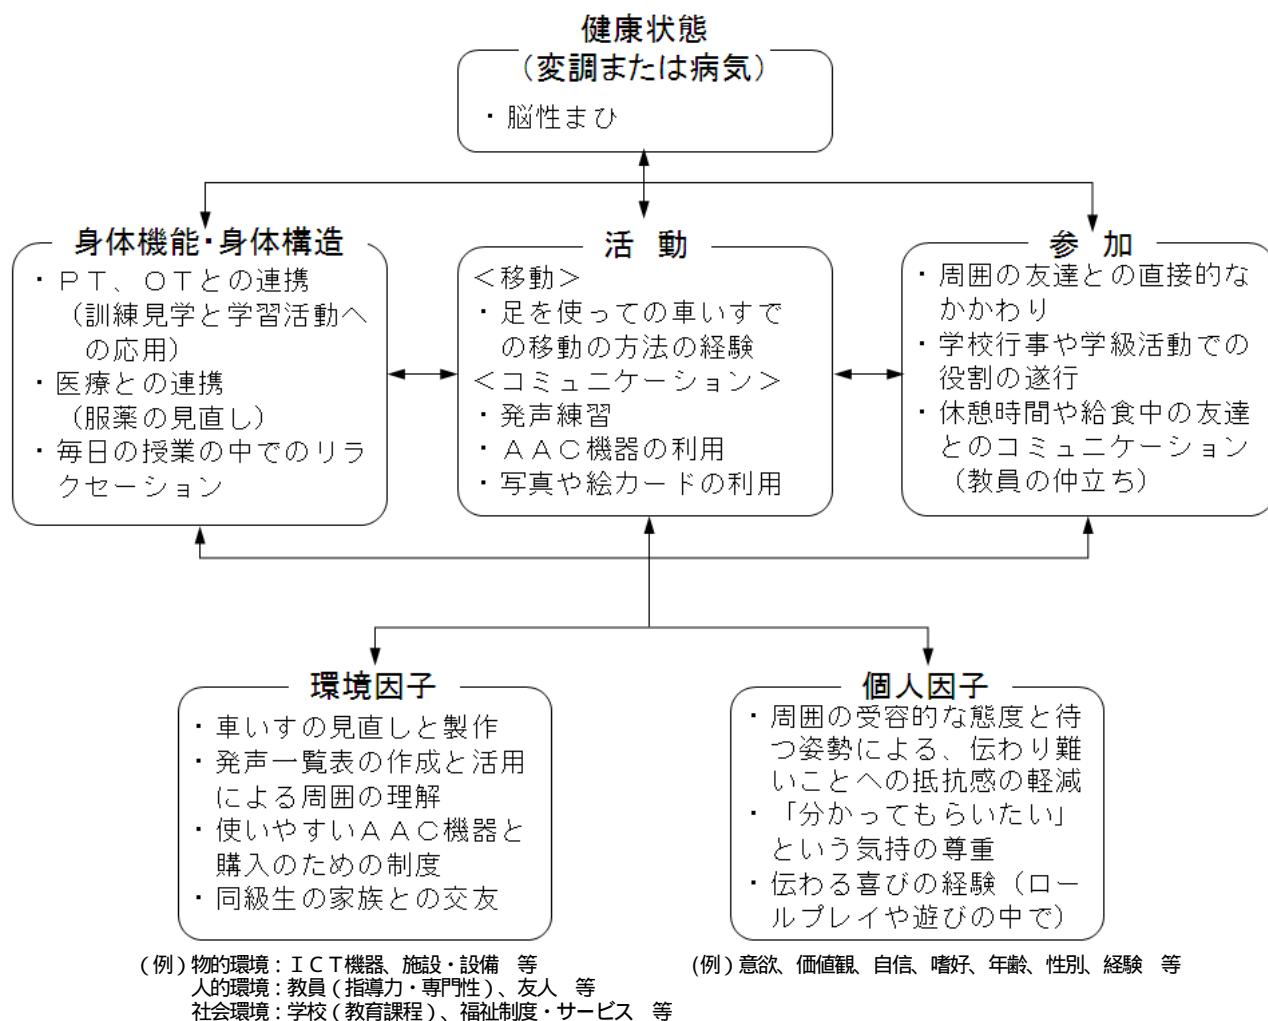 健康状態
（変調または病気）
・脳性まひ
身体機能・身体構造
・ＰＴ、ＯＴとの連携
（訓練見学と学習活動へ
の応用）
・医療との連携
（服薬の見直し）
・毎日の授業の中でのリラ
クセーション
活　動
＜移動＞
・足を使っての車いすで
の移動の方法の経験
＜コミュニケーション＞
・発声練習
・ＡＡＣ機器の利用
・写真や絵カードの利用
参　加
・周囲の友達との直接的な
かかわり
・学校行事や学級活動での
役割の遂行
・休憩時間や給食中の友達
とのコミュニケーション
（教員の仲立ち）
環境因子
・車いすの見直しと製作
・発声一覧表の作成と活用
による周囲の理解
・使いやすいＡＡＣ機器と
購入のための制度
・同級生の家族との交友
（例）物的環境：ＩＣＴ機器、施設・設備　等
人的環境：教員（指導力・専門性）、友人　等
社会環境：学校（教育課程）、福祉制度・サービス　等
個人因子
・周囲の受容的な態度と待
つ姿勢による、伝わり難
いことへの抵抗感の軽減
・「分かってもらいたい」
という気持の尊重
・伝わる喜びの経験（ロー
ルプレイや遊びの中で）
（例）意欲、価値観、自信、嗜好、年齢、性別、経験　等